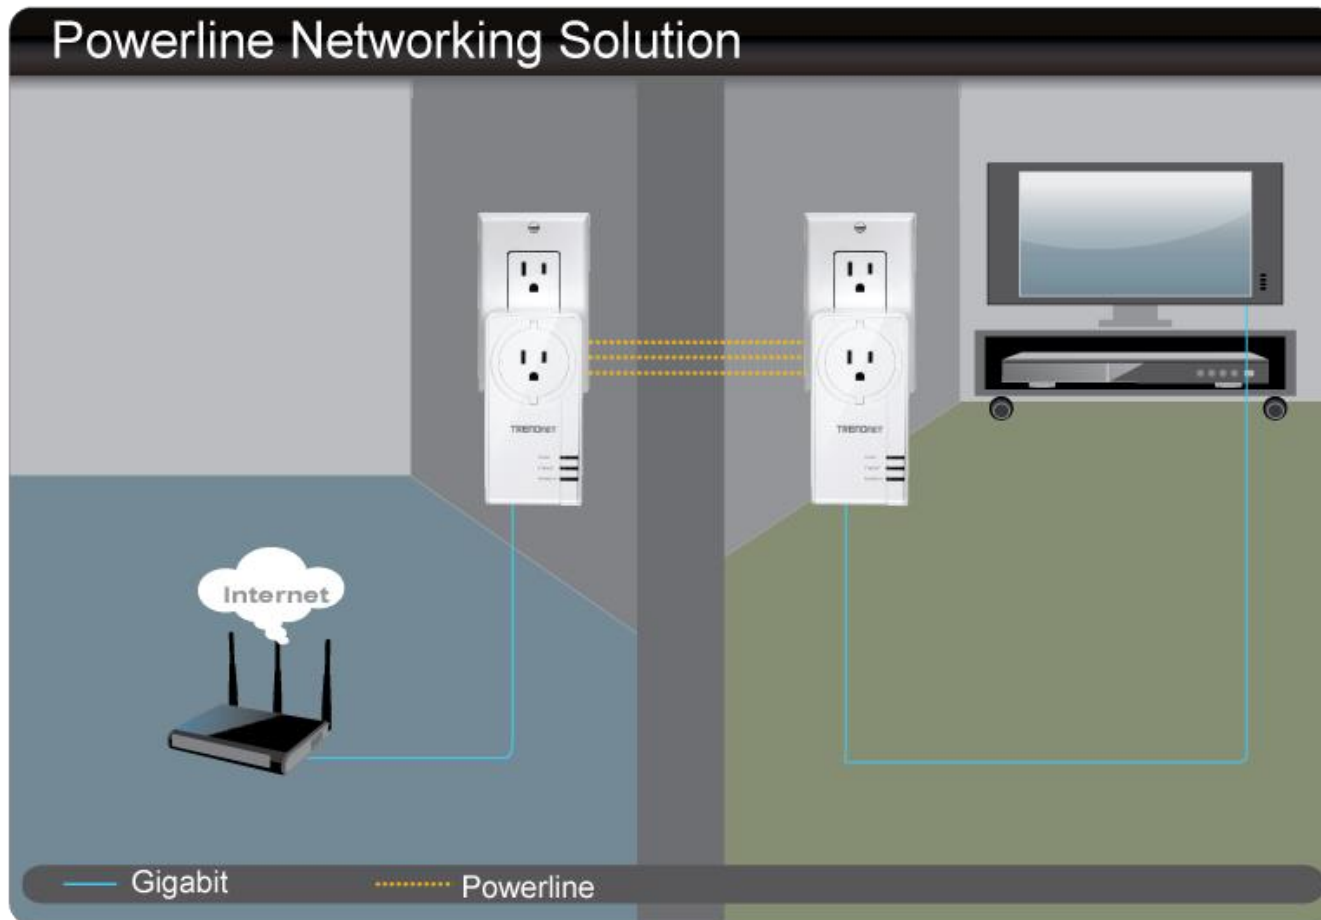 Powerline Networking Solution
TRENDNET
TRENDNET
Internet
Gigabit
Powerline